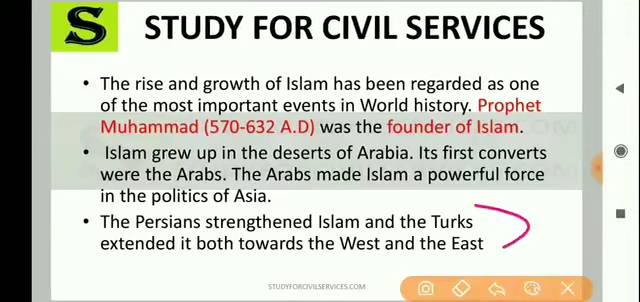 S
STUDY FOR CIVIL SERVICES
• The rise and growth of Islam has been regarded as one
of the most important events in World history. Prophet
Muhammad (570-632 A.D) was the founder of Islam.
• Islam grew up in the deserts of Arabia. Its first converts
were the Arabs. The Arabs made Islam a powerful force
in the politics of Asia.
• The Persians strengthened Islam and the Turks
extended it both towards the West and the East
STUDYFORCIVILSERVICES.COM